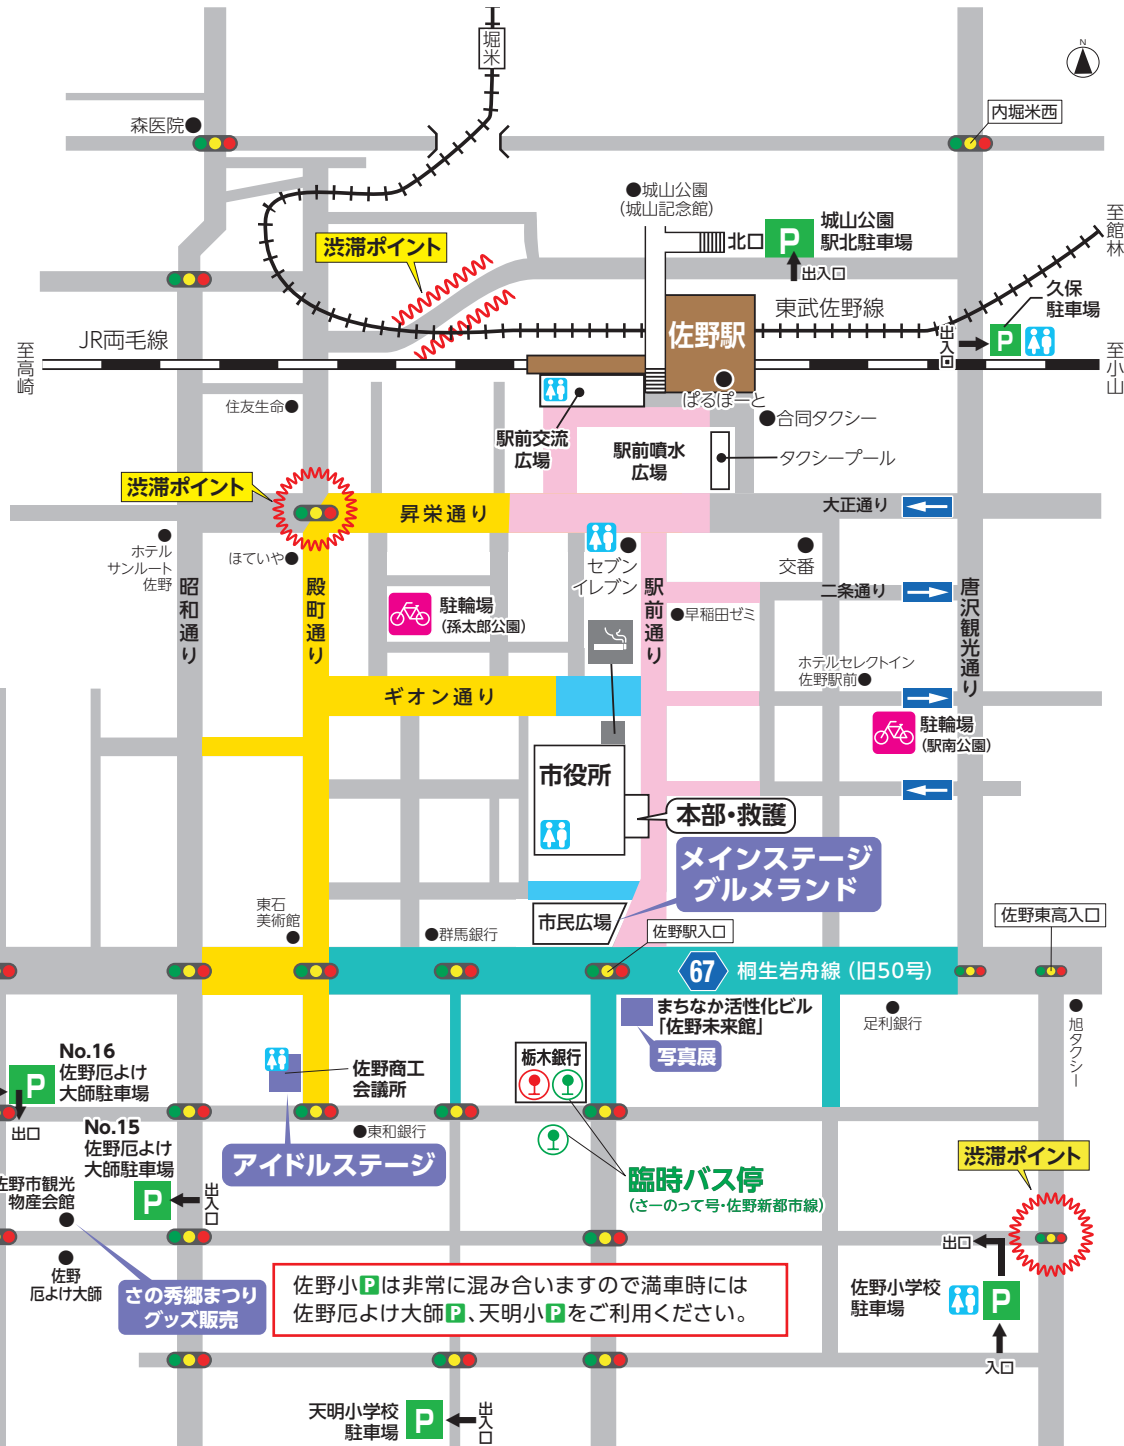 堀米
N
内堀米西
森医院
城山公園
(城山記念館)
北口
P
城山公園
駅北駐車場
出入口
至館林
渋滞ポイント
東武佐野線
久保
駐車場
出入口
P
佐野駅
JR両毛線
至高崎
至小山
ぱるぽーと
住友生命
合同タクシー
駅前交流
広場
駅前噴水
広場
タクシープール
渋滞ポイント
昇栄通り
大正通り
ホテル
サンルート
佐野
ほていや
セブン
イレブン
交番
昭和通り
殿町通り
駅前通り
二条通り
唐沢観光通り
駐輪場
(孫太郎公園)
早稲田ゼミ
ホテルセレクトイン
佐野駅前
ギオン通り
駐輪場
(駅南公園)
市役所
本部・救護
メインステージ
グルメランド
東石
美術館
市民広場
群馬銀行
佐野駅入口
佐野東高入口
67
桐生岩舟線(旧50号)
まちなか活性化ビル
「佐野未来館」
写真展
足利銀行
旭タクシー
No.16
佐野厄よけ
大師駐車場
P
出口
佐野商工
会議所
栃木銀行
No.15
佐野厄よけ
大師駐車場
P
出入口
東和銀行
アイドルステージ
臨時バス停
(さーのって号・佐野新都市線)
渋滞ポイント
佐野市観光
物産会館
佐野
厄よけ大師
さの秀郷まつり
グッズ販売
出口
佐野小学校
駐車場
P
入口
佐野小Pは非常に混み合いますので満車時には
佐野厄よけ大師P、天明小Pをご利用ください。
天明小学校
駐車場
P
出入口